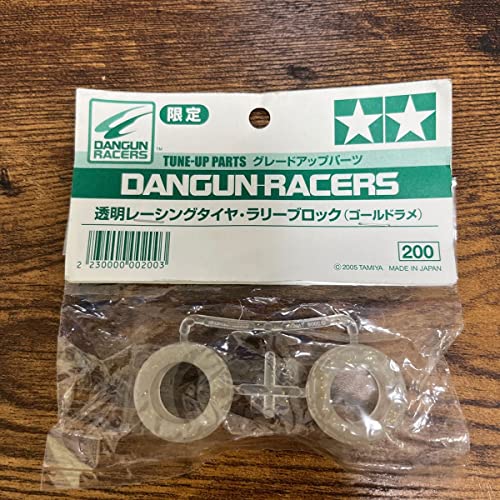 DANGUN
RACERS
TM
限定
TUNE-UP PARTS グレードアップパーツ
DANGUN RACERS
透明レーシングタイヤ・ラリーブロック(ゴールドラメ)
2 230000 002003
200
© 2005 TAMIYA MADE IN JAPAN